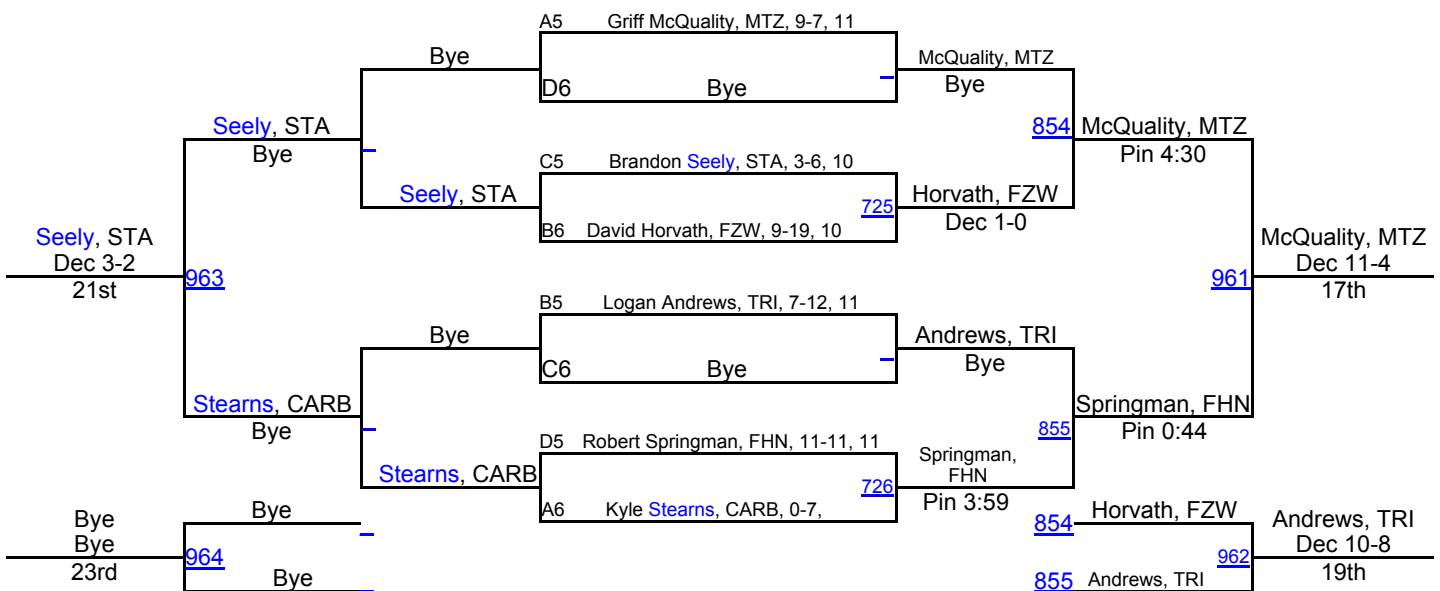 A5 Griff McQuality, MTZ, 9-7, 11
Bye
McQuality, MTZ
D6 Bye
Bye
Seely, STA
854 McQuality, MTZ
Bye
Pin 4:30
C5 Brandon Seely, STA, 3-6, 10
Seely, STA
725
Horvath, FZW
B6 David Horvath, FZW, 9-19, 10
Dec 1-0
Seely, STA
Dec 3-2
963
21st
McQuality, MTZ
Dec 11-4
961
17th
B5 Logan Andrews, TRI, 7-12, 11
Bye
Andrews, TRI
C6 Bye
Bye
Stearns, CARB
Bye
Springman, FHN
855
Pin 0:44
D5 Robert Springman, FHN, 11-11, 11
Stearns, CARB
Springman,
FHN
726
A6 Kyle Stearns, CARB, 0-7,
Pin 3:59
Bye
Bye
Bye
964
23rd
Bye
854 Horvath, FZW
Andrews, TRI
Dec 10-8
962
19th
855 Andrews, TRI